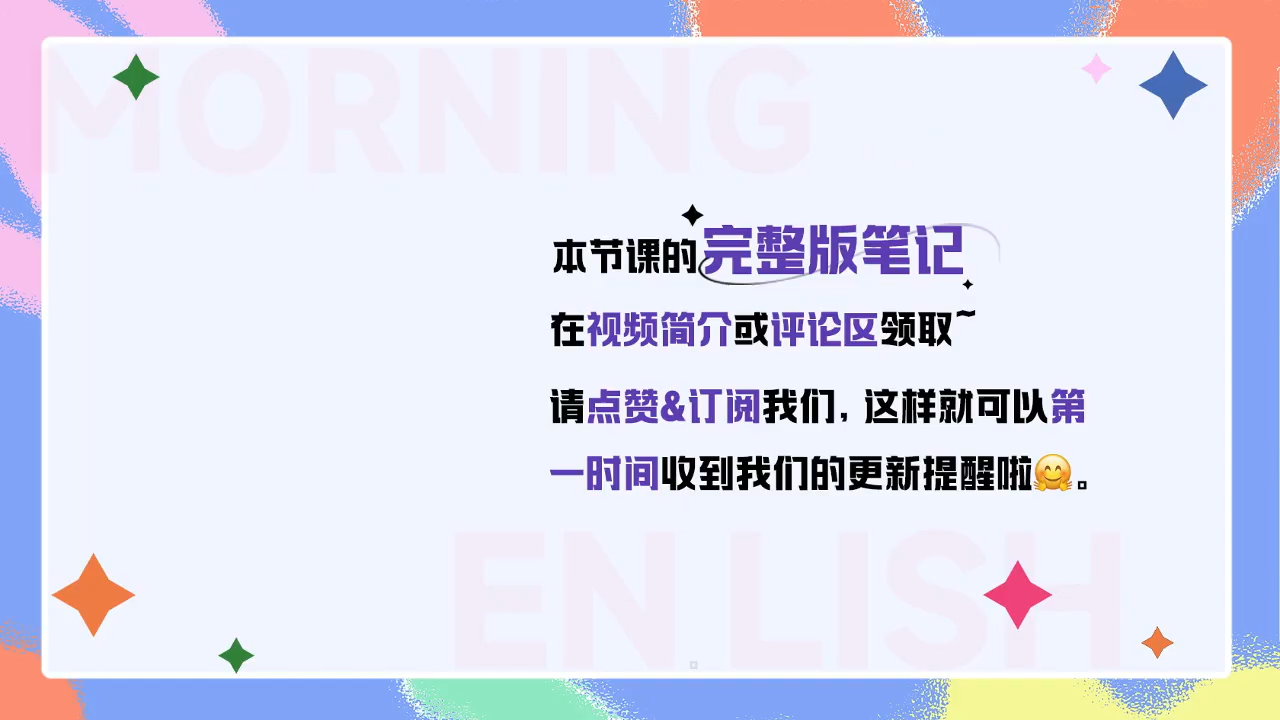 MORNING
本节课的完整版笔记
在视频简介或评论区领取~
请点赞&订阅我们,这样就可以第
一时间收到我们的更新提醒啦🤗。
EN LISH